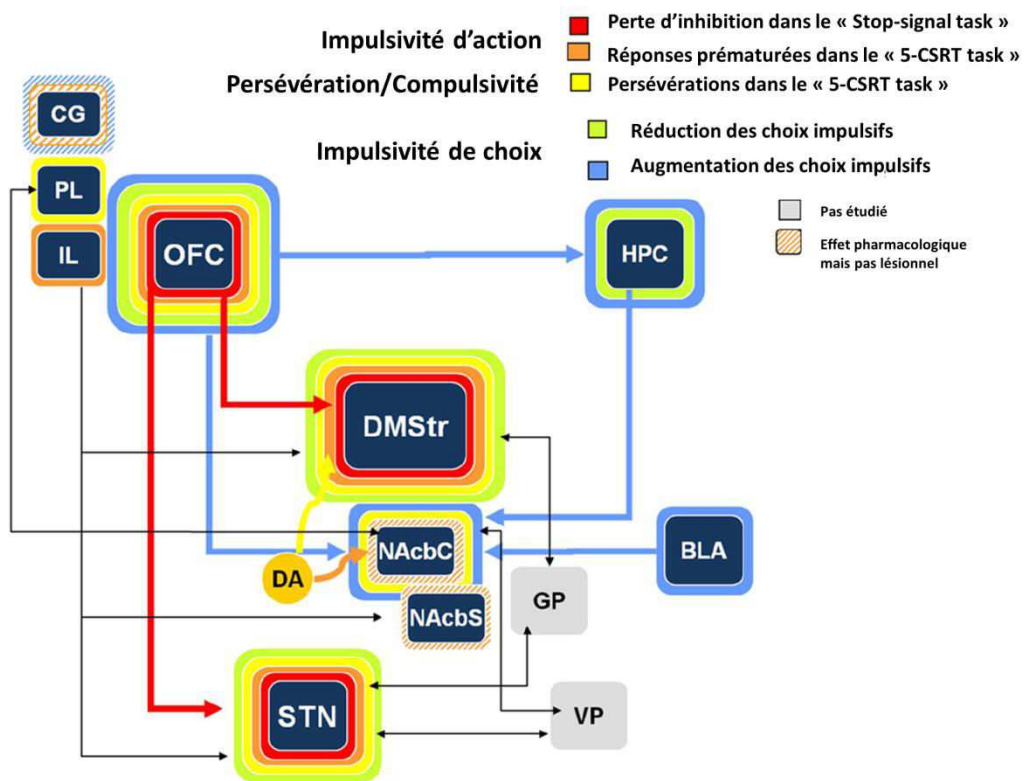 Impulsivité d'action
Persévération/Compulsivité
Impulsivité de choix
Perte d'inhibition dans le « Stop-signal task »
Réponses prématurées dans le « 5-CSRT task »
Persévérations dans le « 5-CSRT task »
Réduction des choix impulsifs
Augmentation des choix impulsifs
Pas étudié
Effet pharmacologique
mais pas lésionnel
CG
PL
IL
OFC
HPC
DMStr
NAcbC
BLA
DA
NAcbS
GP
STN
VP